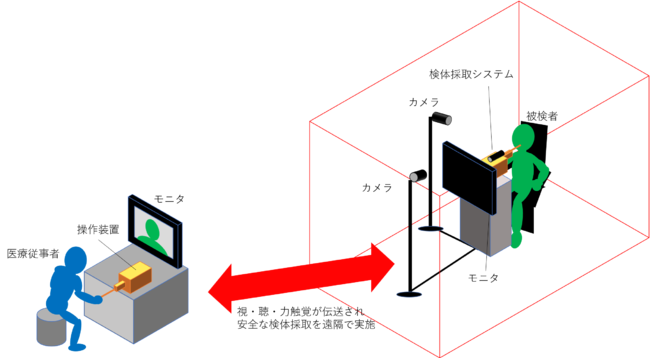 検体採取システム
カメラ
被検者
カメラ
モニタ
操作装置
医療従事者
モニタ
視・聴・力触覚が伝送され
安全な検体採取を遠隔で実施